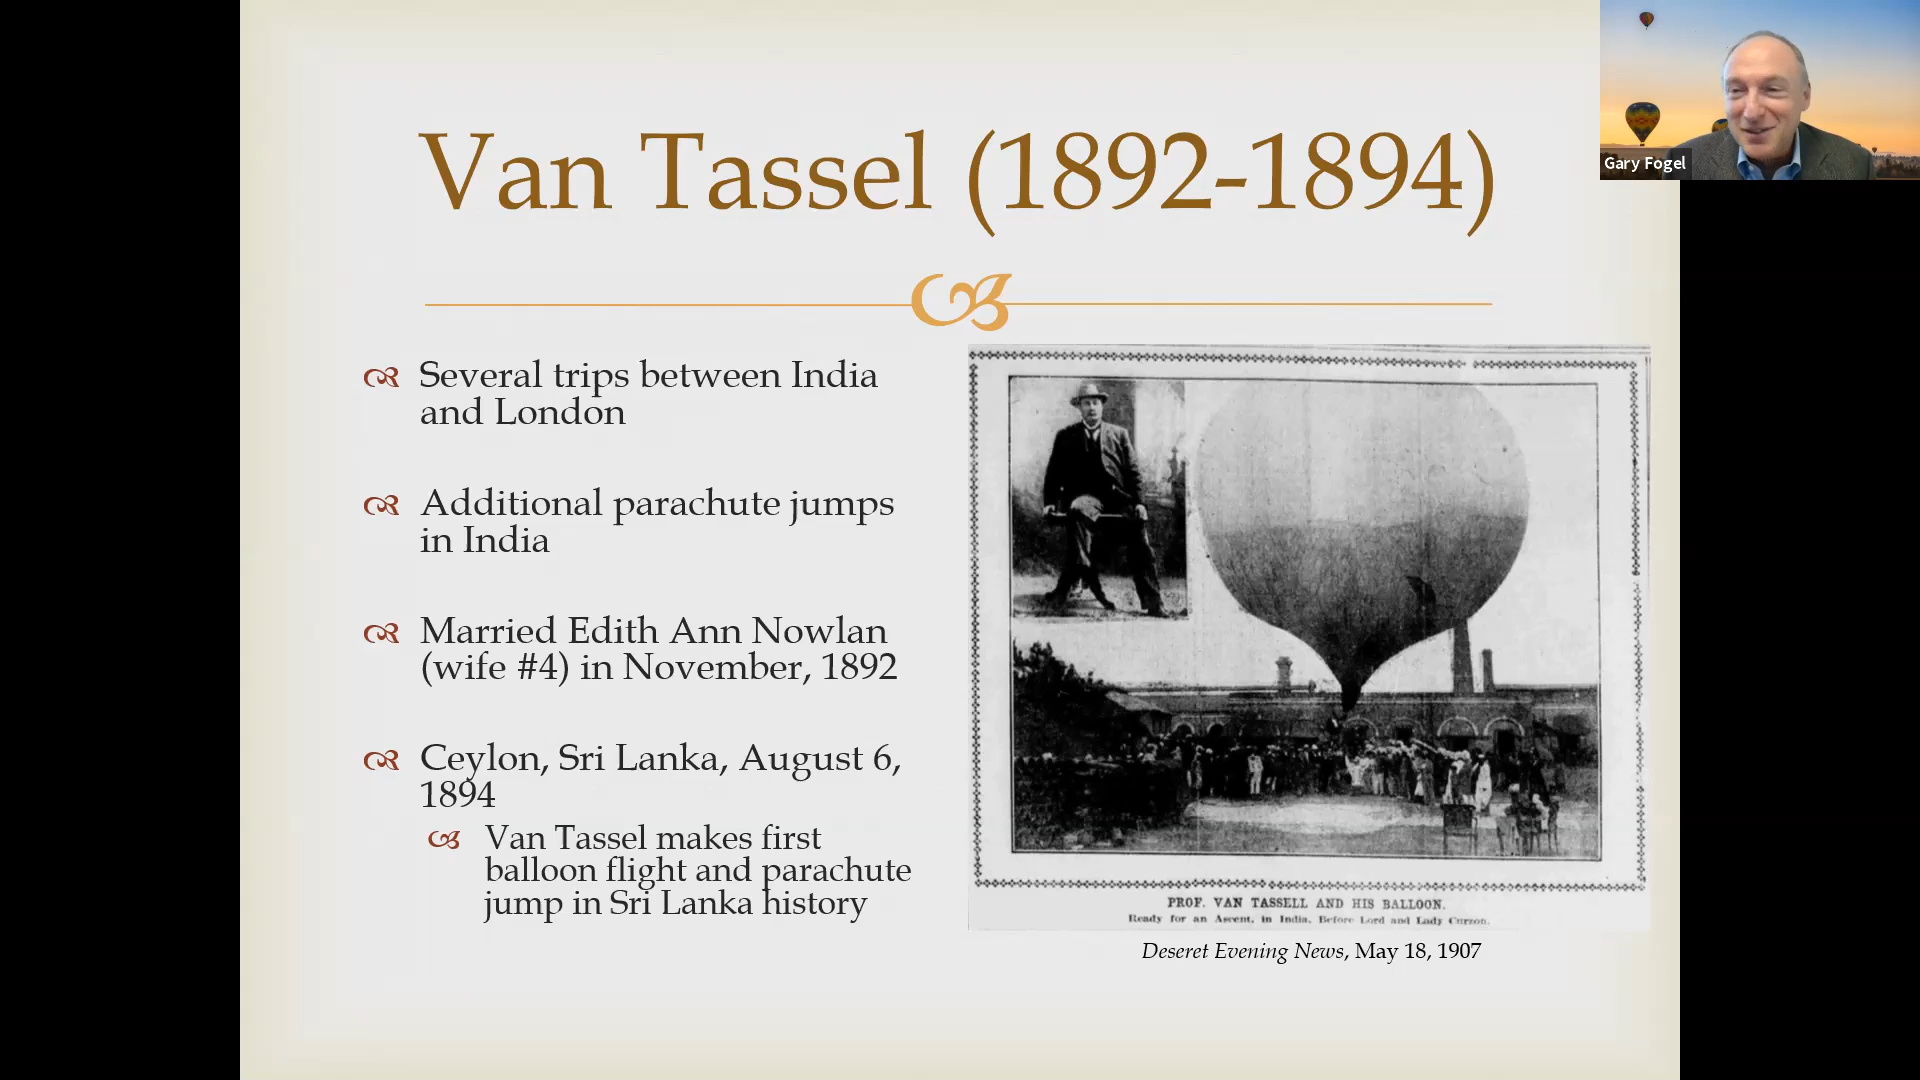 Van Tassel (1892-1894)
Several trips between India
and London
Additional parachute jumps
in India
Married Edith Ann Nowlan
(wife #4) in November, 1892
Ceylon, Sri Lanka, August 6,
1894
Van Tassel makes first
balloon flight and parachute
jump in Sri Lanka history
PROF. VAN TASSELL AND HIS BALLOON.
Ready for an Ascent, in India, Before Lord and Lady Curzon.
Deseret Evening News, May 18, 1907
Gary Fogel